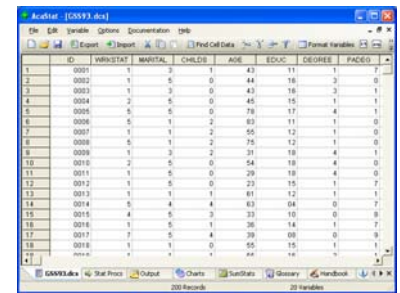 AcaStat - [GSS93.dcs]
File Edit Variable Options Documentation Help
Export Import Find Cell Data Format Variables
ID WRKSTAT MARITAL CHILDS AGE EDUC DEGREE PADEG
1 0001 1 3 1 43 11 1 7
2 0002 1 5 0 44 16 3 0
3 0003 1 3 0 43 16 3 1
4 0004 2 5 0 45 15 1 1
5 0005 5 5 0 78 17 4 1
6 0006 5 1 2 83 11 1 0
7 0007 1 1 2 55 12 1 0
8 0008 5 1 2 75 12 1 0
9 0009 1 3 2 31 18 4 1
10 0010 2 5 0 54 18 4 0
11 0011 1 5 0 29 18 4 0
12 0012 1 5 0 23 15 1 7
13 0013 1 1 1 61 12 1 1
14 0014 5 4 4 63 04 0 7
15 0015 4 5 3 33 10 0 9
16 0016 1 5 1 36 14 1 7
17 0017 7 5 4 39 08 0 9
18 0018 1 1 0 55 15 1 1
GSS93.dcs Stat Procs Output Charts SumStats Glossary Handbook
200 Records 20 Variables